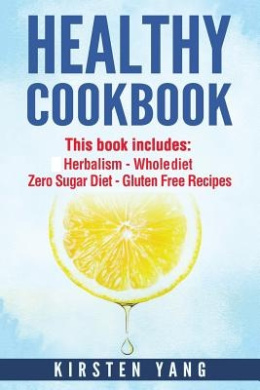 HEALTHY
COOKBOOK
This book includes:
Herbalism - Wholediet
Zero Sugar Diet - Gluten Free Recipes
KIRSTEN YANG